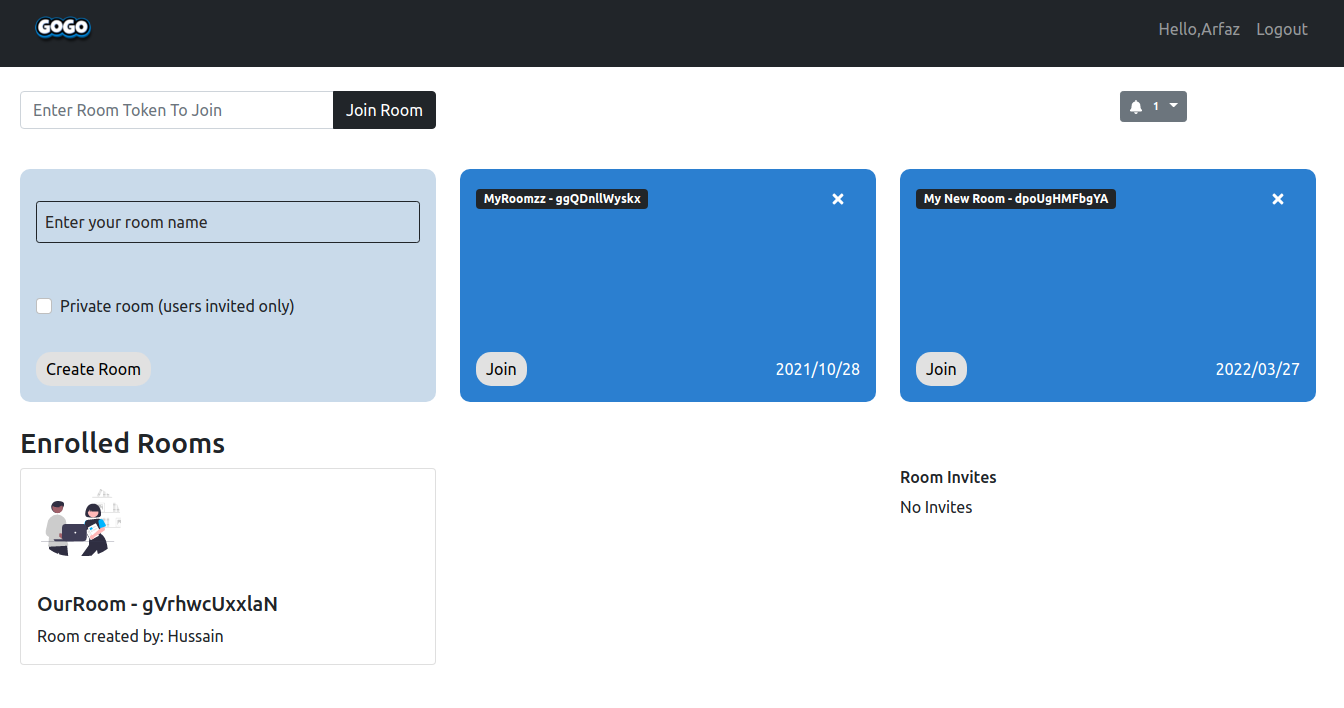 GOGO
Hello,Arfaz Logout
Enter Room Token To Join Join Room
1
Enter your room name
Private room (users invited only)
Create Room
MyRoomzz - ggQDnllWyskx
Join 2021/10/28
My New Room - dpoUgHMFbgYA
Join 2022/03/27
Enrolled Rooms
OurRoom - gVrhwcUxxlaN
Room created by: Hussain
Room Invites
No Invites